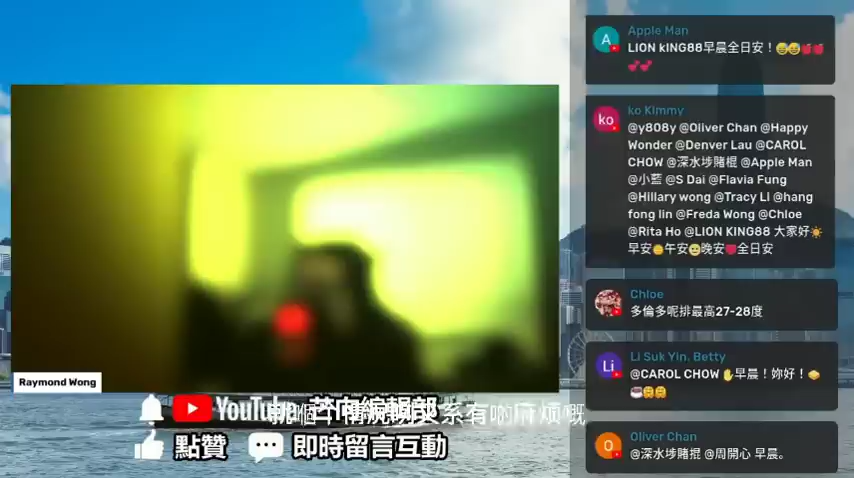 Apple Man
LION kING88早晨全日安！😄😄🍎🍎
💕💕
ko Kimmy
@y808y @Oliver Chan @Happy
Wonder @Denver Lau @CAROL
CHOW @深水埗賭棍 @Apple Man
@小藍 @S Dai @Flavia Fung
@Hillary wong @Tracy Li @hang
fong lin @Freda Wong @Chloe
@Rita Ho @LION KING88 大家好☀
早安🌞午安🌝晚安🌹全日安
Chloe
多倫多呢排最高27-28度
Li Suk Yin, Betty
@CAROL CHOW✋早晨！妳好！
Oliver Chan
@深水埗賭棍 @周開心 早晨。
Raymond Wong
YouTube
點贊
即時留言互動